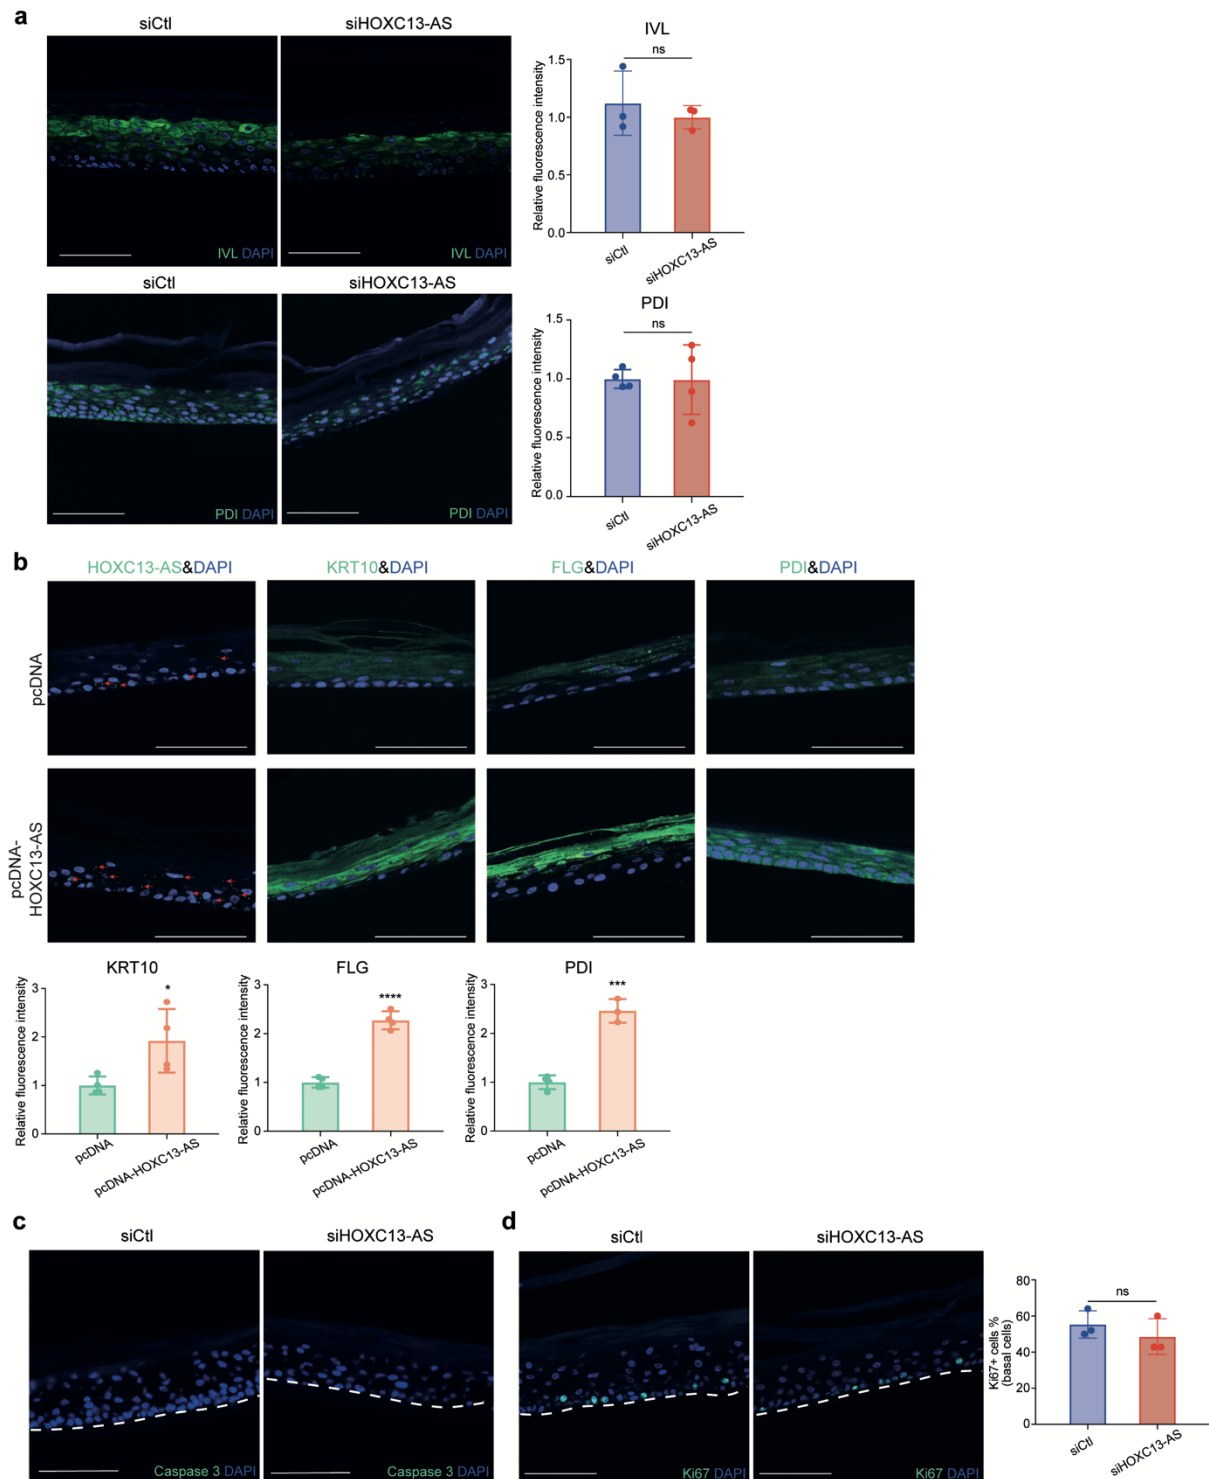 a
siCtl
siHOXC13-AS
IVL DAPI
IVL DAPI
IVL
ns
Relative fluorescence intensity
1.5
1.0
0.5
0.0
siCtl
siHOXC13-AS
siCtl
siHOXC13-AS
PDI DAPI
PDI DAPI
PDI
ns
Relative fluorescence intensity
1.5
1.0
0.5
0.0
siCtl
siHOXC13-AS
b
HOXC13-AS&DAPI
KRT10&DAPI
FLG&DAPI
PDI&DAPI
pcDNA
pcDNA-
HOXC13-AS
KRT10
*
Relative fluorescence intensity
3
2
1
0
pcDNA
pcDNA-HOXC13-AS
FLG
****
Relative fluorescence intensity
3
2
1
0
pcDNA
pcDNA-HOXC13-AS
PDI
***
Relative fluorescence intensity
3
2
1
0
pcDNA
pcDNA-HOXC13-AS
c
siCtl
siHOXC13-AS
Caspase 3 DAPI
Caspase 3 DAPI
d
siCtl
siHOXC13-AS
Ki67 DAPI
Ki67 DAPI
ns
Ki67+ cells %
(basal cells)
80
60
40
20
0
siCtl
siHOXC13-AS